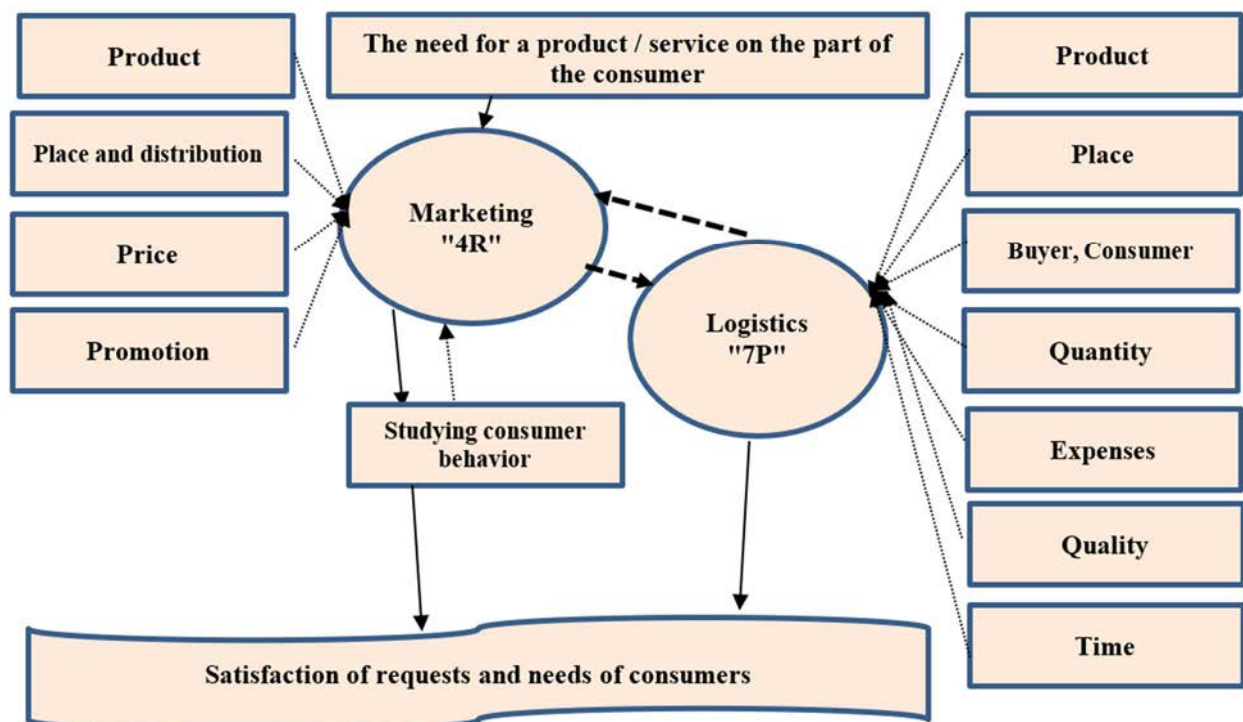 Product
Place and distribution
Price
Promotion
The need for a product / service on the part of
the consumer
Marketing
"4R"
Logistics
"7P"
Studying consumer
behavior
Product
Place
Buyer, Consumer
Quantity
Expenses
Quality
Time
Satisfaction of requests and needs of consumers